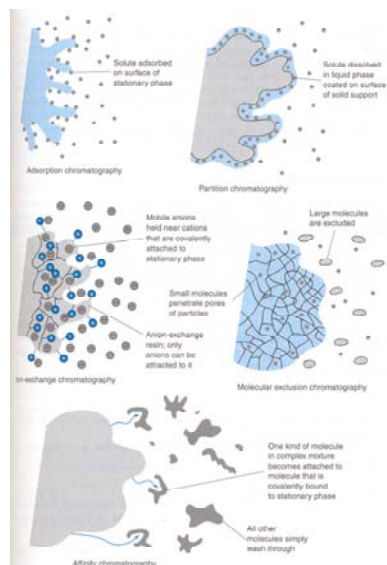 Solute adsorbed
on surface of
stationary phase
Adsorption chromatography
Solute dissolved
in liquid phase
coated on surface
of solid support
Partition chromatography
Mobile anions
held near cations
that are covalently
attached to
stationary phase
Anion-exchange
resin; only
anions can be
attracted to it
Ion-exchange chromatography
Large molecules
are excluded
Small molecules
penetrate pores
of particles
Molecular exclusion chromatography
One kind of molecule
in complex mixture
becomes attached to
molecule that is
covalently bound
to stationary phase
All other
molecules simply
wash through
Affinity chromatography